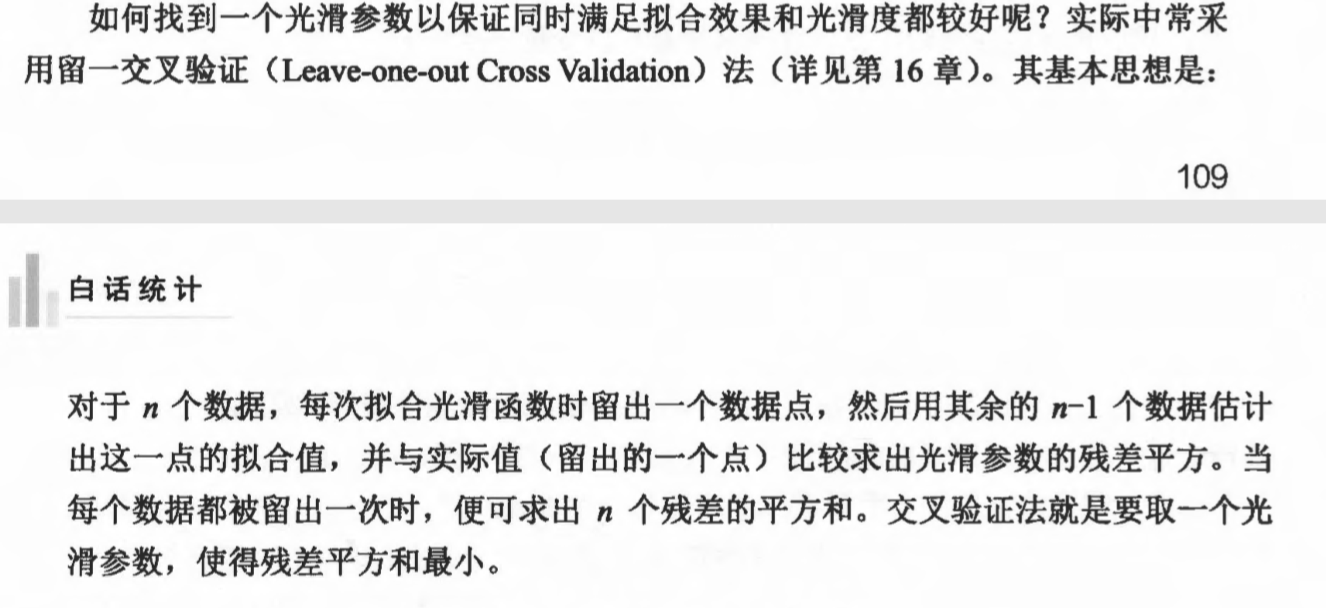 如何找到一个光滑参数以保证同时满足拟合效果和光滑度都较好呢？实际中常采
用留一交叉验证（Leave-one-out Cross Validation）法（详见第 16 章）。其基本思想是：
109
白话统计
对于 n 个数据，每次拟合光滑函数时留出一个数据点，然后用其余的 n-1 个数据估计
出这一点的拟合值，并与实际值（留出的一个点）比较求出光滑参数的残差平方。当
每个数据都被留出一次时，便可求出 n 个残差的平方和。交叉验证法就是要取一个光
滑参数，使得残差平方和最小。